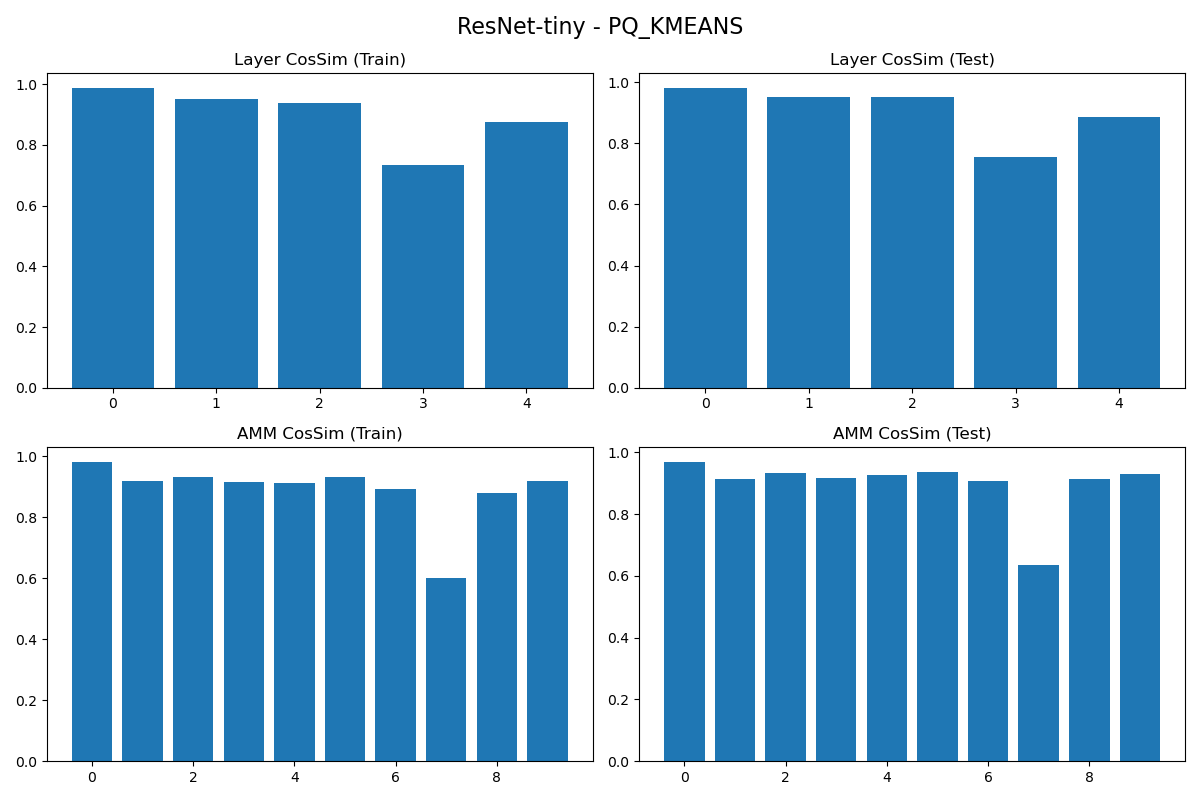 ResNet-tiny - PQ_KMEANS
Layer CosSim (Train)
1.0
0.8
0.6
0.4
0.2
0.0
0 1 2 3 4
Layer CosSim (Test)
1.0
0.8
0.6
0.4
0.2
0.0
0 1 2 3 4
AMM CosSim (Train)
1.0
0.8
0.6
0.4
0.2
0.0
0 2 4 6 8
AMM CosSim (Test)
1.0
0.8
0.6
0.4
0.2
0.0
0 2 4 6 8